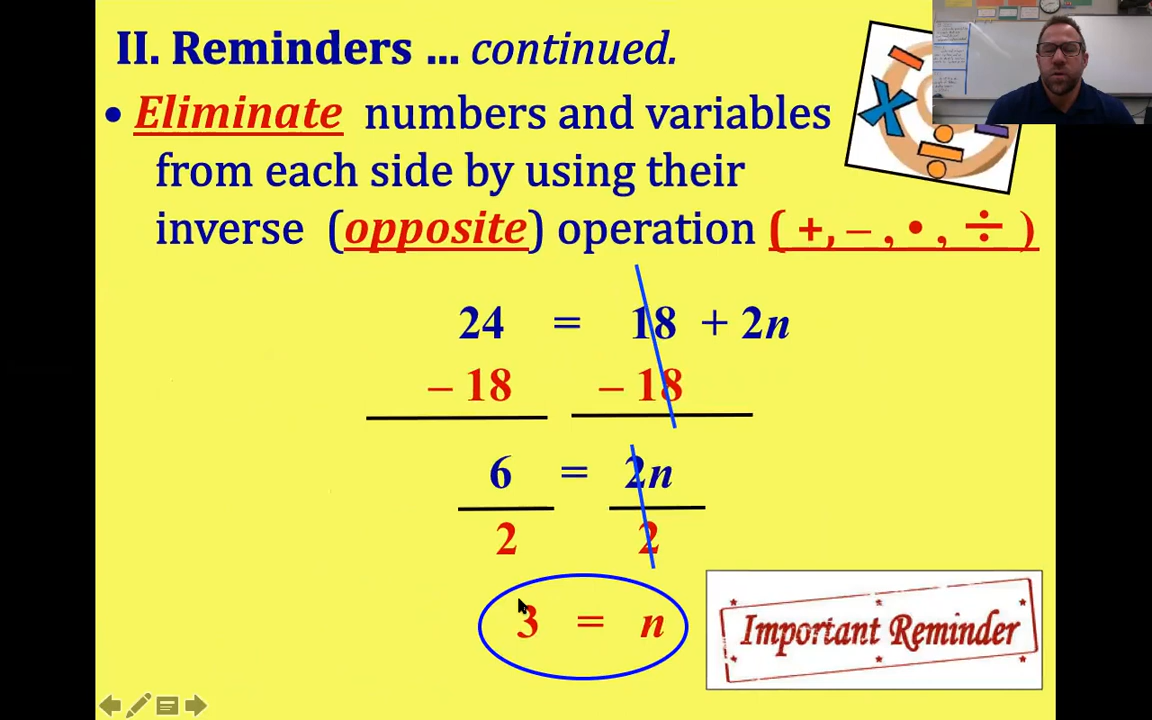 II. Reminders ... continued.
• Eliminate numbers and variables
from each side by using their
inverse (opposite) operation ( +, – , • , ÷ )
24 = 18 + 2n
– 18 – 18
6 = 2n
2 2
3 = n
Important Reminder